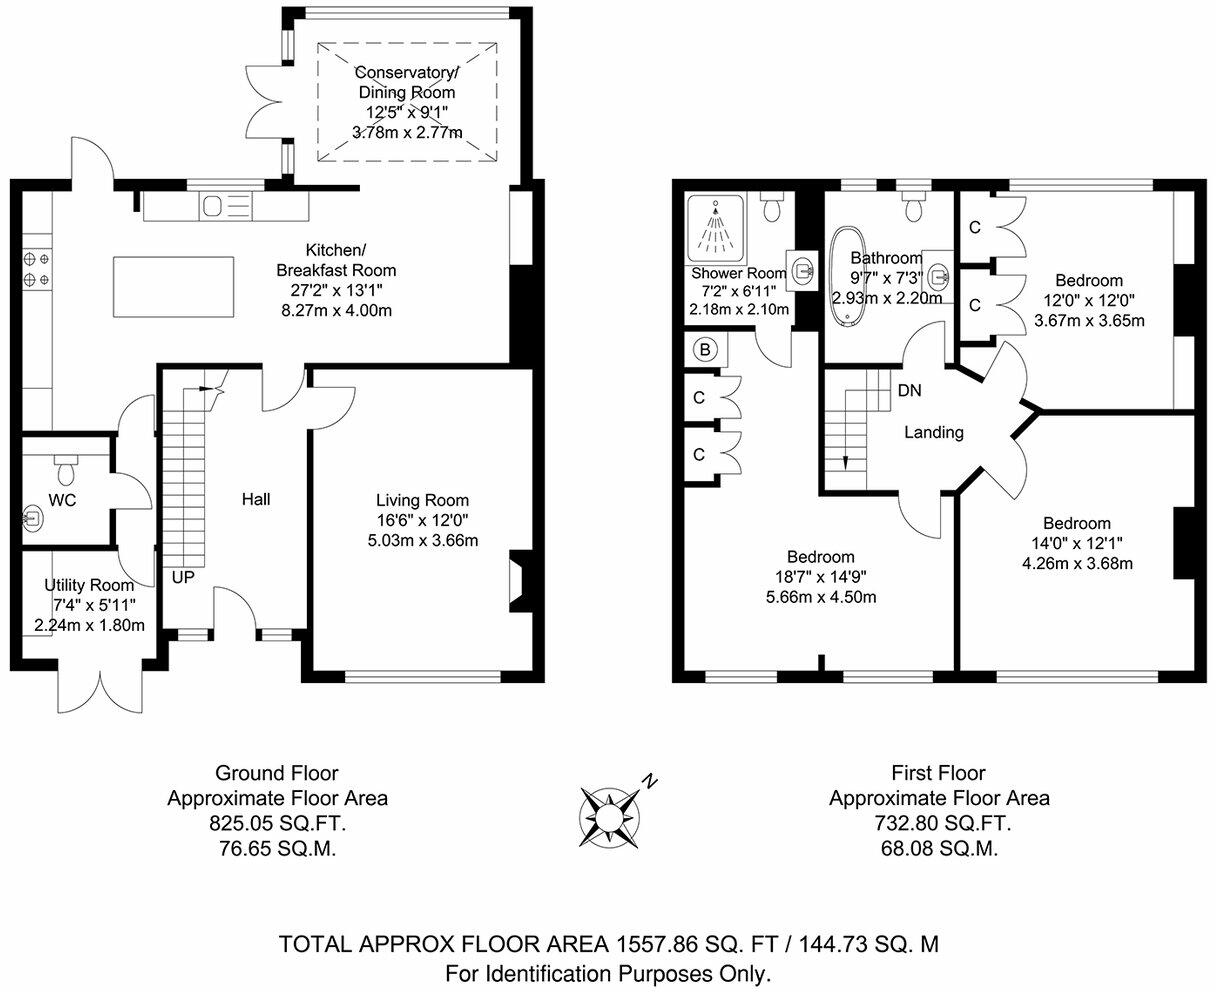 Conservatory/
Dining Room
12'5" x 9'1"
3.78m x 2.77m
Kitchen/
Breakfast Room
27'2" x 13'1"
8.27m x 4.00m
WC
Hall
UP
Living Room
16'6" x 12'0"
5.03m x 3.66m
Utility Room
7'4" x 5'11"
2.24m x 1.80m
Shower Room
7'2" x 6'11"
2.18m x 2.10m
Bathroom
9'7" x 7'3"
2.93m x 2.20m
C
C
Bedroom
12'0" x 12'0"
3.67m x 3.65m
B
C
C
DN
Landing
Bedroom
18'7" x 14'9"
5.66m x 4.50m
Bedroom
14'0" x 12'1"
4.26m x 3.68m
Ground Floor
Approximate Floor Area
825.05 SQ.FT.
76.65 SQ.M.
N
First Floor
Approximate Floor Area
732.80 SQ.FT.
68.08 SQ.M.
TOTAL APPROX FLOOR AREA 1557.86 SQ. FT / 144.73 SQ. M
For Identification Purposes Only.